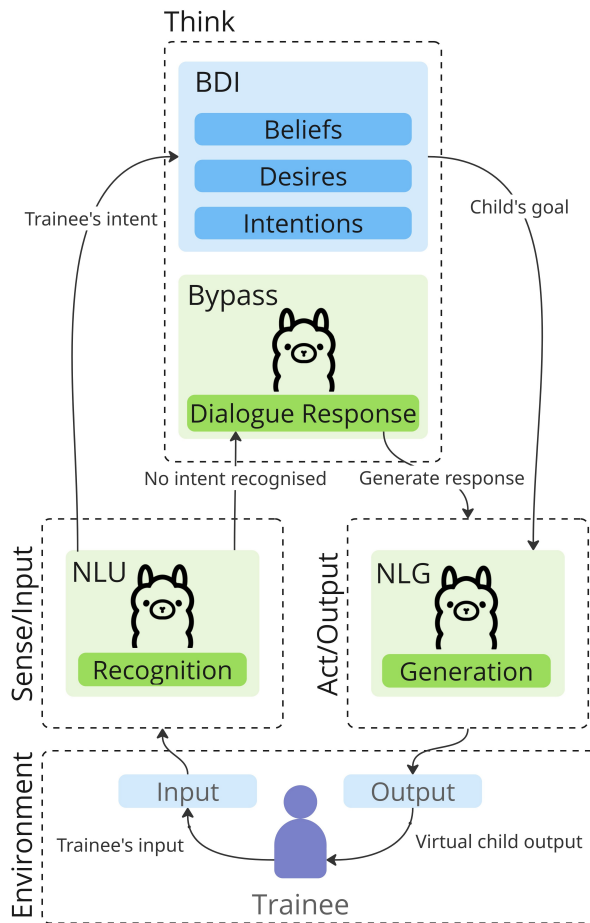 Think
BDI
Beliefs
Desires
Intentions
Trainee's intent
Child's goal
Bypass
Dialogue Response
No intent recognised
Generate response
Sense/Input
NLU
Recognition
Act/Output
NLG
Generation
Environment
Input
Output
Trainee's input
Virtual child output
Trainee